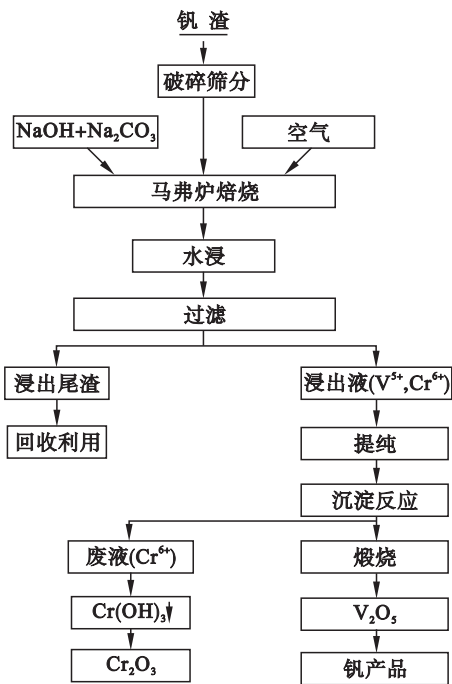 钒 渣
破碎筛分
NaOH+Na₂CO₃
空气
马弗炉焙烧
水浸
过滤
浸出尾渣
浸出液(V⁵⁺,Cr⁶⁺)
回收利用
提纯
沉淀反应
废液(Cr⁶⁺)
煅烧
Cr(OH)₃↓
V₂O₅
Cr₂O₃
钒产品